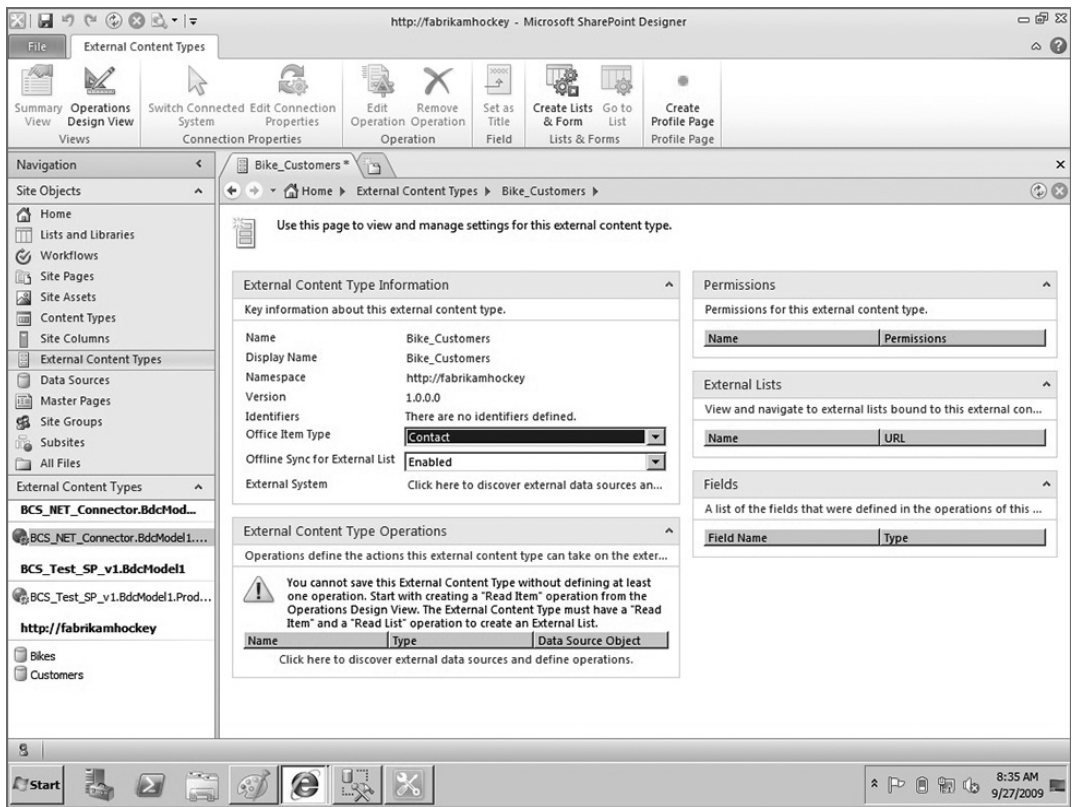 http://fabrikamhockey - Microsoft SharePoint Designer
File
External Content Types
Summary View
Operations Design View
Switch Connected System
Edit Connection Properties
Edit Operation
Remove Operation
Set as Title
Create Lists & Form
Go to List
Create Profile Page
Views
Connection Properties
Operation
Field
Lists & Forms
Profile Page
Navigation
Site Objects
Home
Lists and Libraries
Workflows
Site Pages
Site Assets
Content Types
Site Columns
External Content Types
Data Sources
Master Pages
Site Groups
Subsites
All Files
External Content Types
BCS_NET_Connector.BdcMod...
BCS_NET_Connector.BdcModel1....
BCS_Test_SP_v1.BdcModel1
BCS_Test_SP_v1.BdcModel1.Prod...
http://fabrikamhockey
Bikes
Customers
Bike_Customers *
Home External Content Types Bike_Customers
Use this page to view and manage settings for this external content type.
External Content Type Information
Key information about this external content type.
Name Bike_Customers
Display Name Bike_Customers
Namespace http://fabrikamhockey
Version 1.0.0.0
Identifiers There are no identifiers defined.
Office Item Type Contact
Offline Sync for External List Enabled
External System Click here to discover external data sources an...
External Content Type Operations
Operations define the actions this external content type can take on the exter...
You cannot save this External Content Type without defining at least
one operation. Start with creating a "Read Item" operation from the
Operations Design View. The External Content Type must have a "Read
Item" and a "Read List" operation to create an External List.
Name Type Data Source Object
Click here to discover external data sources and define operations.
Permissions
Permissions for this external content type.
Name Permissions
External Lists
View and navigate to external lists bound to this external con...
Name URL
Fields
A list of the fields that were defined in the operations of this ...
Field Name Type
Start
8:35 AM
9/27/2009